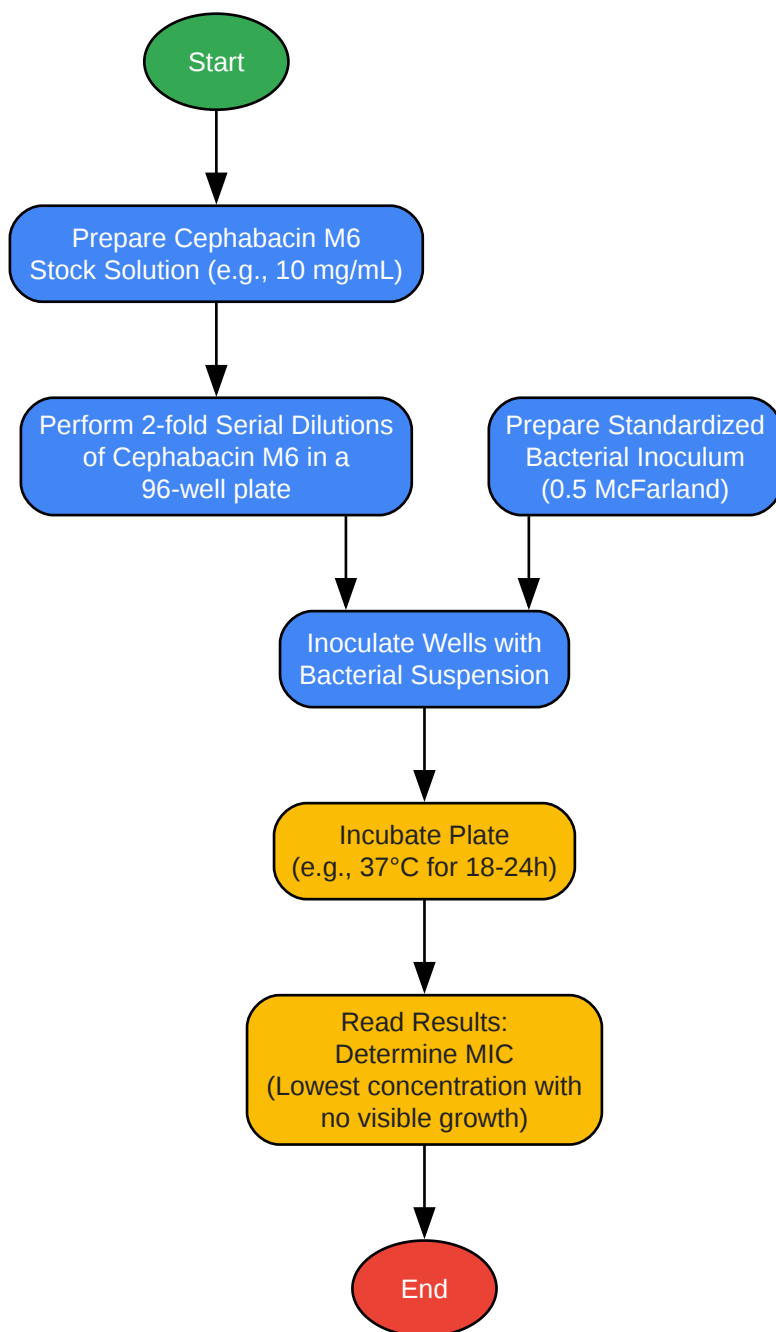 Start
Prepare Cephabacin M6
Stock Solution (e.g., 10 mg/mL)
Perform 2-fold Serial Dilutions
of Cephabacin M6 in a
96-well plate
Prepare Standardized
Bacterial Inoculum
(0.5 McFarland)
Inoculate Wells with
Bacterial Suspension
Incubate Plate
(e.g., 37°C for 18-24h)
Read Results:
Determine MIC
(Lowest concentration with
no visible growth)
End